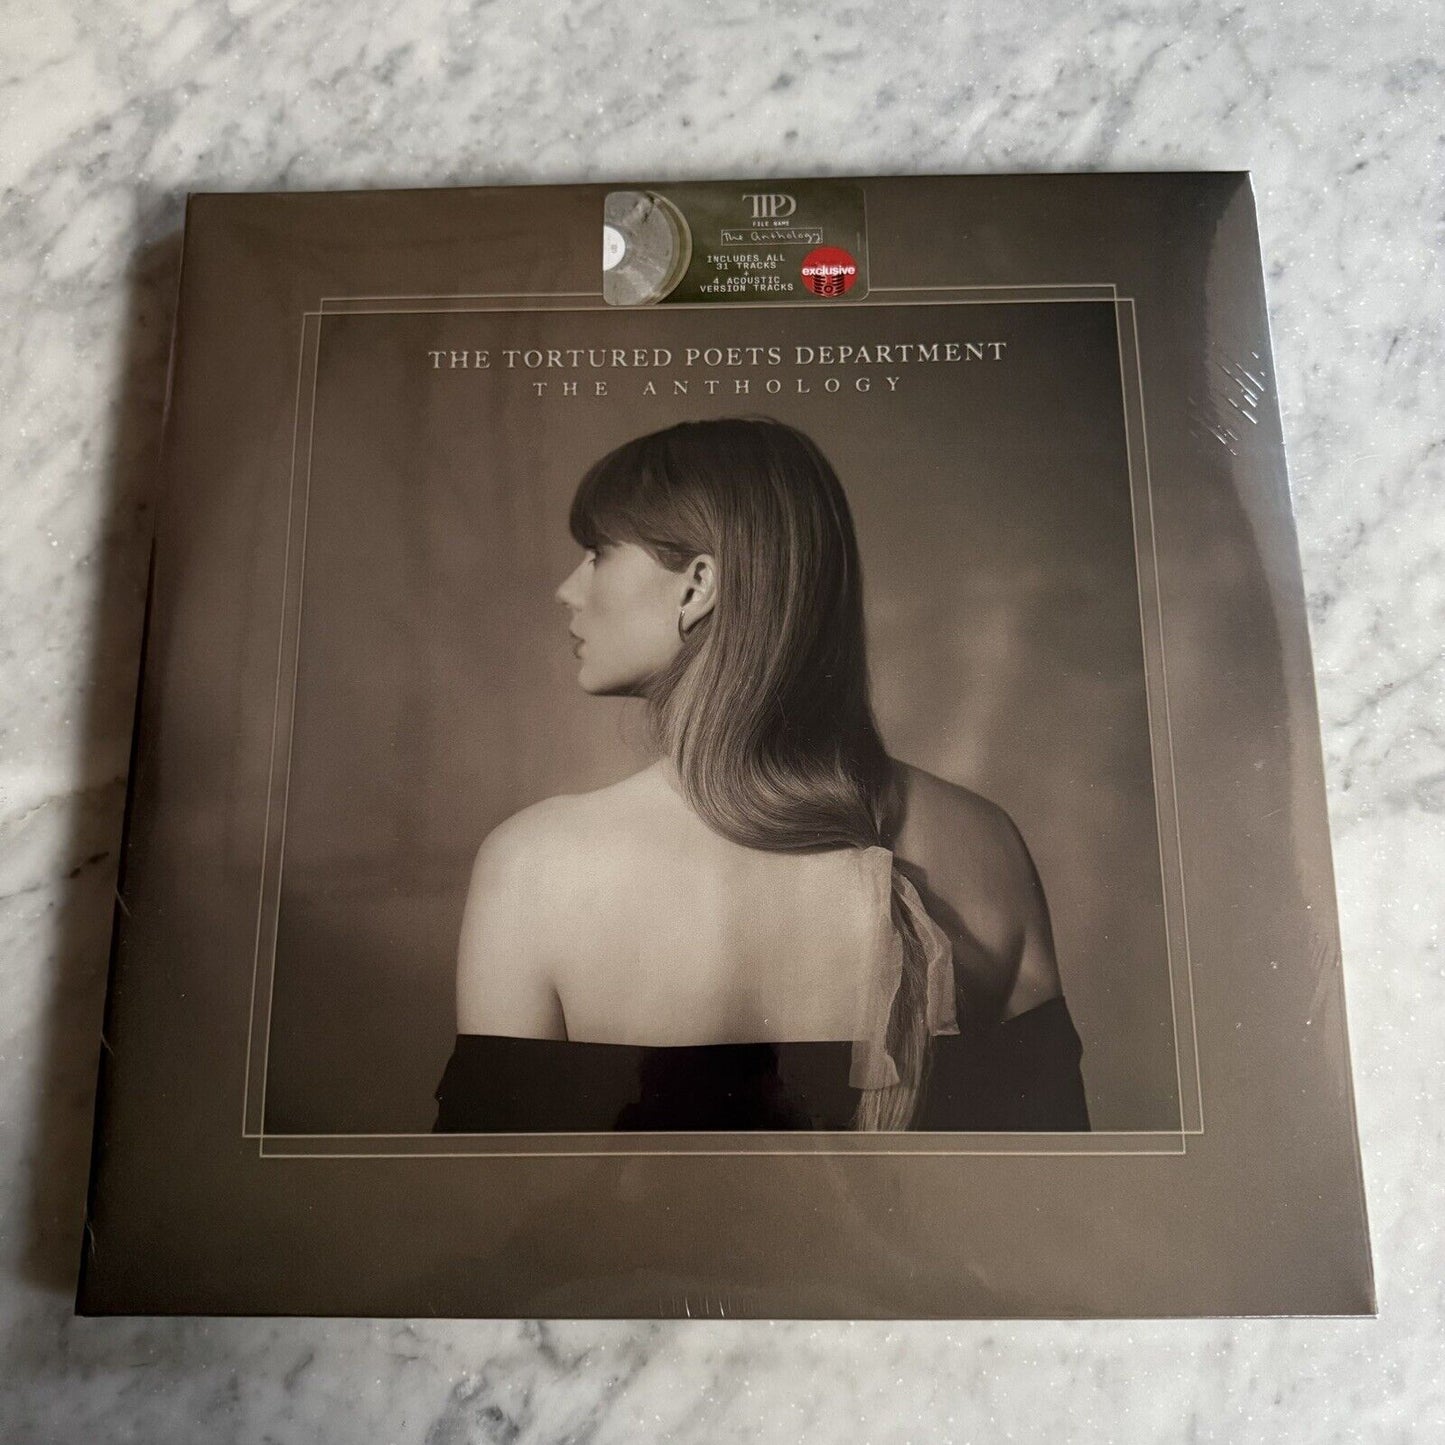 TTPD
FILE NAME
The Anthology
INCLUDES ALL
31 TRACKS
+
4 ACOUSTIC
VERSION TRACKS
exclusive
THE TORTURED POETS DEPARTMENT
THE ANTHOLOGY